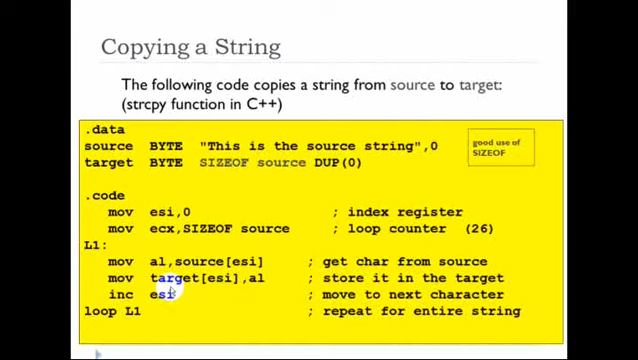 Copying a String
The following code copies a string from source to target:
(strcpy function in C++)
.data
source BYTE "This is the source string",0
target BYTE SIZEOF source DUP(0)
good use of
SIZEOF
.code
mov esi,0 ; index register
mov ecx,SIZEOF source ; loop counter (26)
L1:
mov al,source[esi] ; get char from source
mov target[esi],al ; store it in the target
inc esi ; move to next character
loop L1 ; repeat for entire string